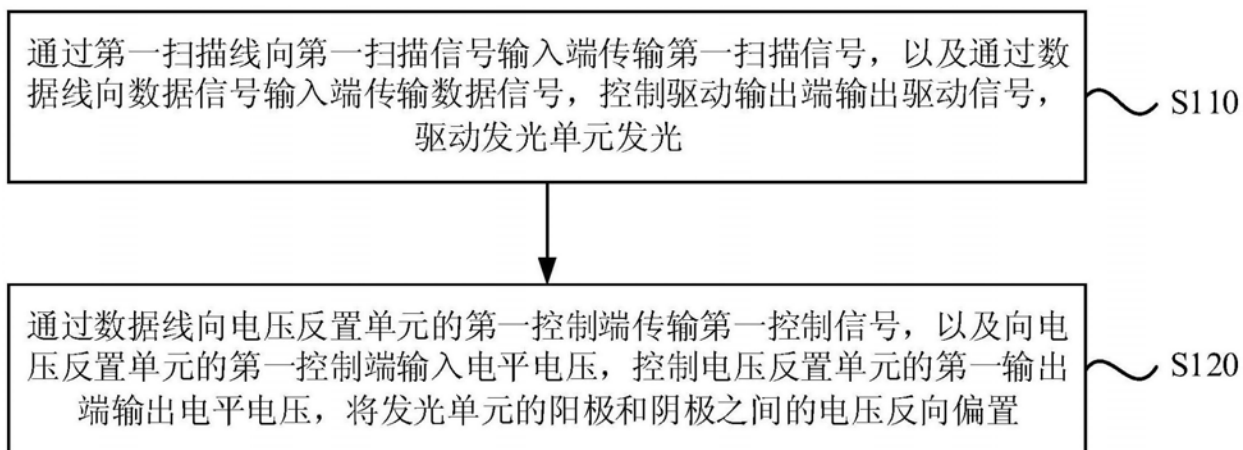 通过第一扫描线向第一扫描信号输入端传输第一扫描信号，以及通过数
据线向数据信号输入端传输数据信号，控制驱动输出端输出驱动信号，
驱动发光单元发光
S110
通过数据线向电压反置单元的第一控制端传输第一控制信号，以及向电
压反置单元的第一控制端输入电平电压，控制电压反置单元的第一输出
端输出电平电压，将发光单元的阳极和阴极之间的电压反向偏置
S120